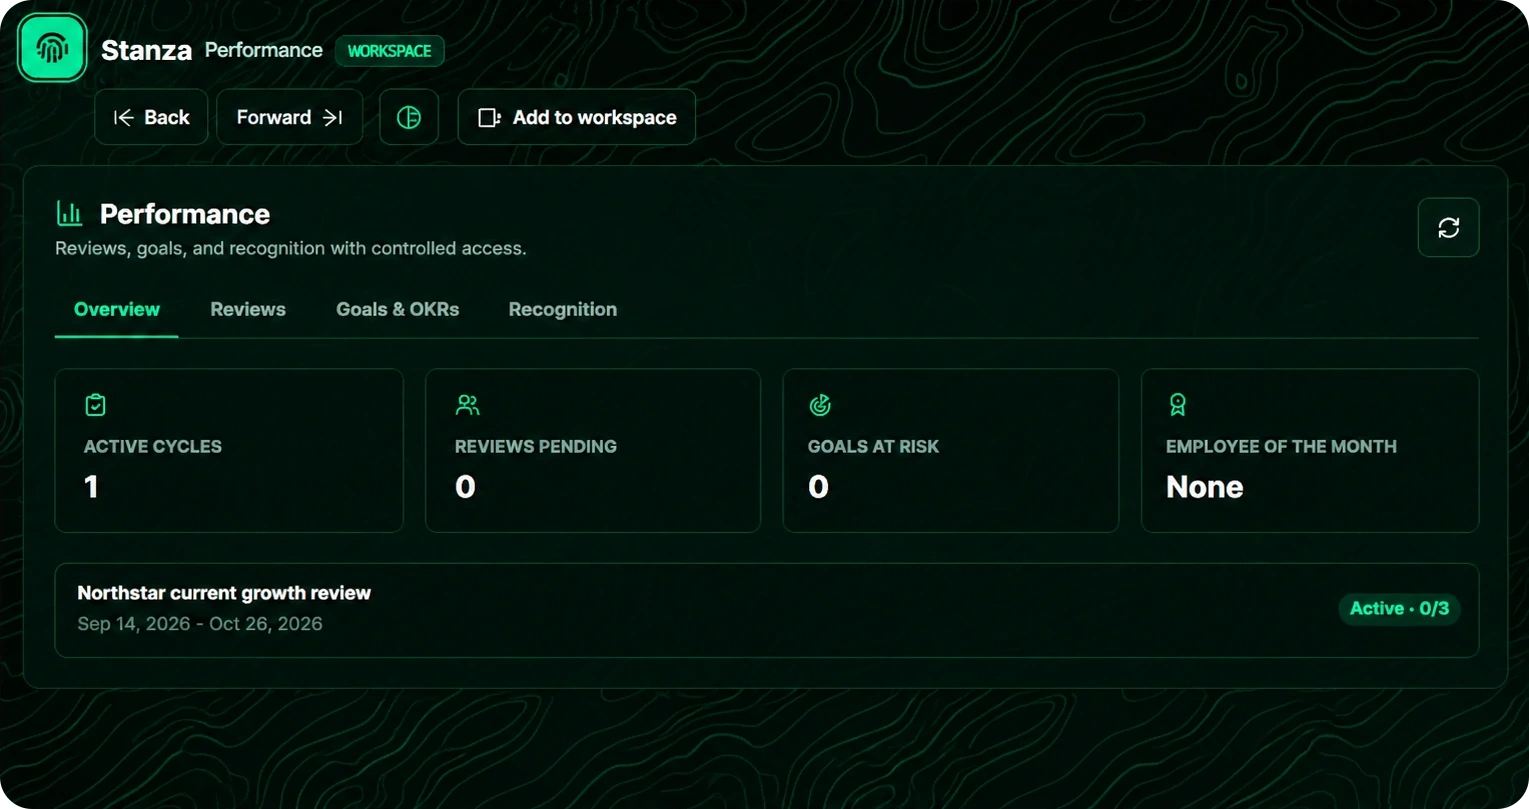 Stanza Performance WORKSPACE
Back Forward Add to workspace
Performance
Reviews, goals, and recognition with controlled access.
Overview Reviews Goals & OKRs Recognition
ACTIVE CYCLES
1
REVIEWS PENDING
0
GOALS AT RISK
0
EMPLOYEE OF THE MONTH
None
Northstar current growth review
Sep 14, 2026 - Oct 26, 2026
Active • 0/3